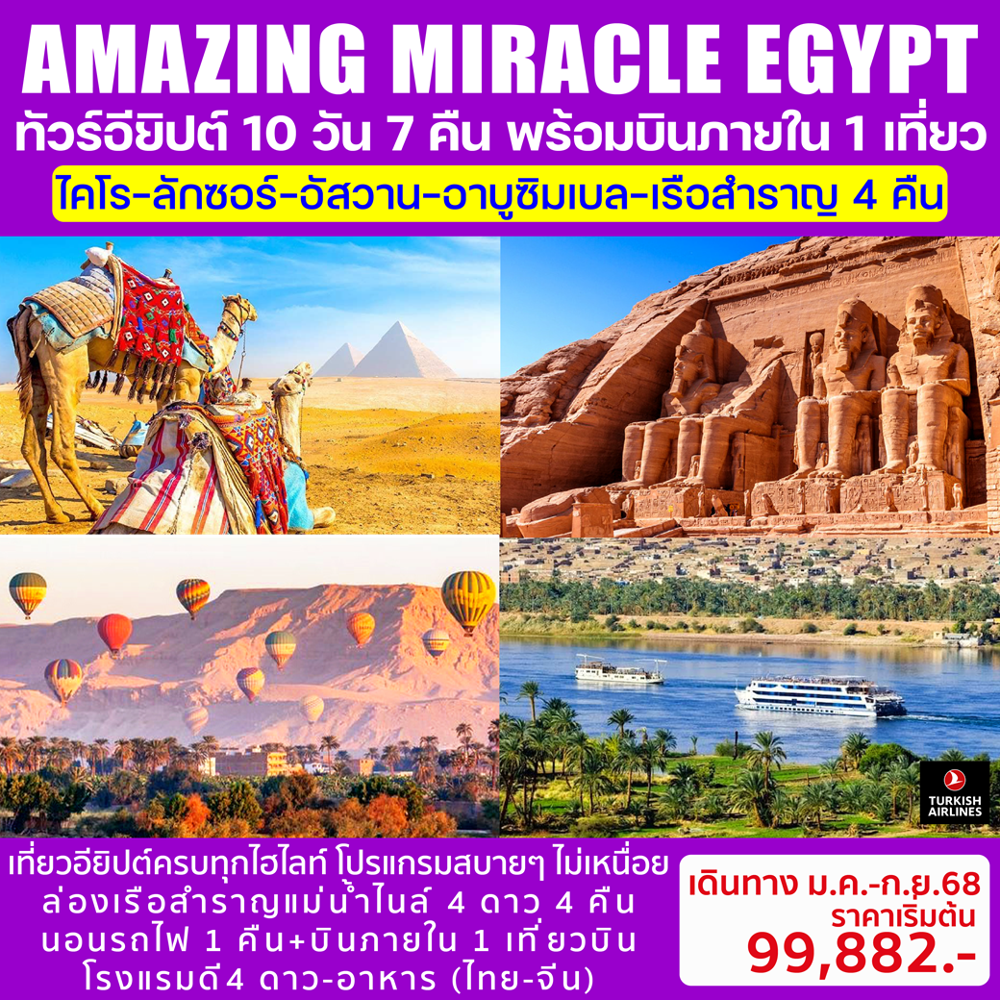 AMAZING MIRACLE EGYPT
ทัวร์อียิปต์ 10 วัน 7 คืน พร้อมบินภายใน 1 เที่ยว
ไคโร-ลักซอร์-อัสวาน-อาบูซิมเบล-เรือสำราญ 4 คืน
TURKISH
AIRLINES
เที่ยวอียิปต์ครบทุกไฮไลท์ โปรแกรมสบายๆ ไม่เหนื่อย
ล่องเรือสำราญแม่น้ำไนล์ 4 ดาว 4 คืน
นอนรถไฟ 1 คืน+บินภายใน 1 เที่ยวบิน
โรงแรมดี4 ดาว-อาหาร (ไทย-จีน)
เดินทาง ม.ค.-ก.ย.68
ราคาเริ่มต้น
99,882.-